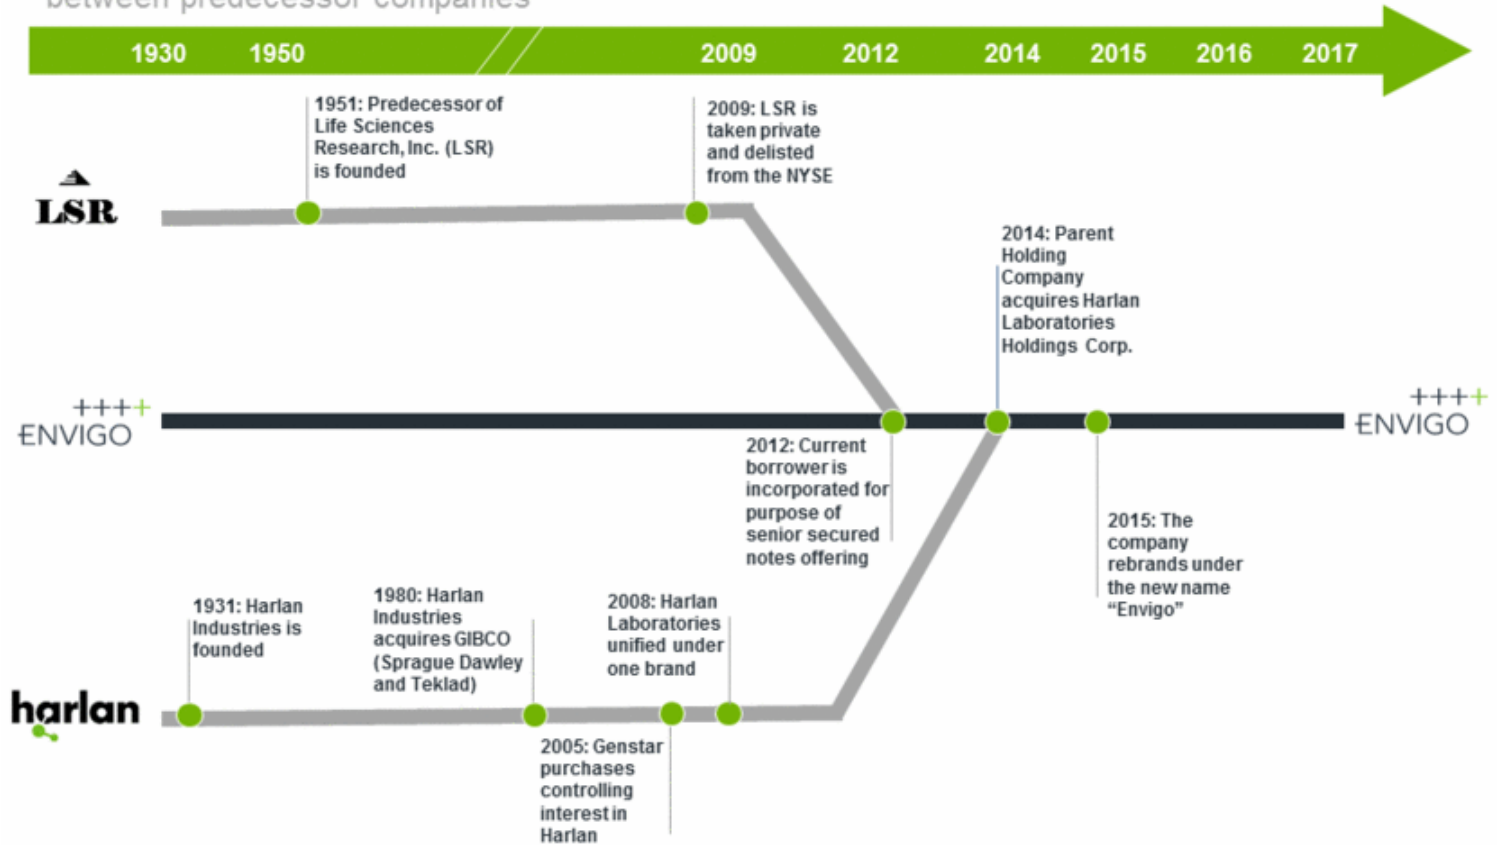 between predecessor companies
1930 1950 2009 2012 2014 2015 2016 2017
1951: Predecessor of
Life Sciences
Research, Inc. (LSR)
is founded
2009: LSR is
taken private
and delisted
from the NYSE
LSR
2014: Parent
Holding
Company
acquires Harlan
Laboratories
Holdings Corp.
++++
ENVIGO
++++
ENVIGO
2012: Current
borrower is
incorporated for
purpose of
senior secured
notes offering
2015: The
company
rebrands under
the new name
“Envigo”
1931: Harlan
Industries is
founded
1980: Harlan
Industries
acquires GIBCO
(Sprague Dawley
and Teklad)
2008: Harlan
Laboratories
unified under
one brand
harlan
2005: Genstar
purchases
controlling
interest in
Harlan